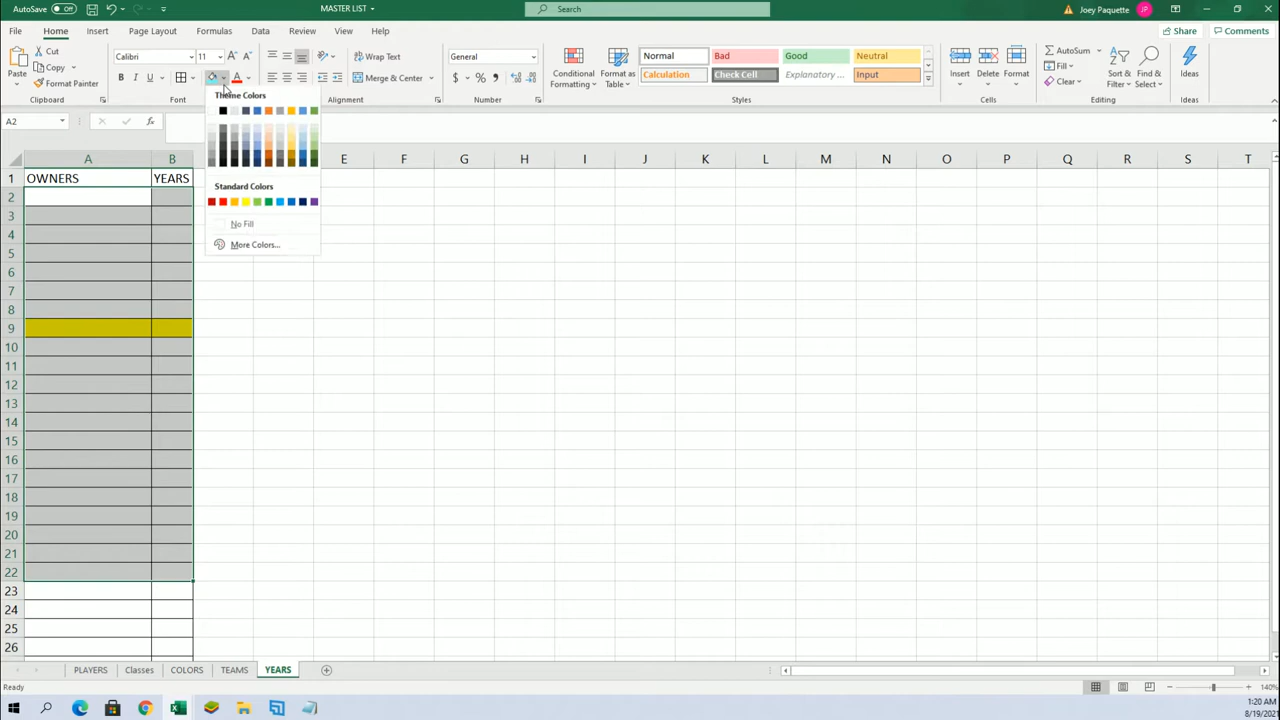 AutoSave Off MASTER LIST Search Joey Paquette JP
File Home Insert Page Layout Formulas Data Review View Help Share Comments
Cut Calibri 11 Wrap Text General Normal Bad Good Neutral AutoSum
Copy Fill
Paste Format Painter B I U A Merge & Center $ % Conditional Formatting Format as Table Calculation Check Cell Explanatory ... Input Insert Delete Format Clear Sort & Filter Find & Select Ideas
Clipboard Font Alignment Styles Cells Editing Ideas
Theme Colors
A2 fx
A B E F G H I J K L M N O P Q R S T
1 OWNERS YEARS
Standard Colors
2
3
No Fill
4
More Colors...
5
6
7
8
9
10
11
12
13
14
15
16
17
18
19
20
21
22
23
24
25
26
PLAYERS Classes COLORS TEAMS YEARS
Ready 140%
1:20 AM